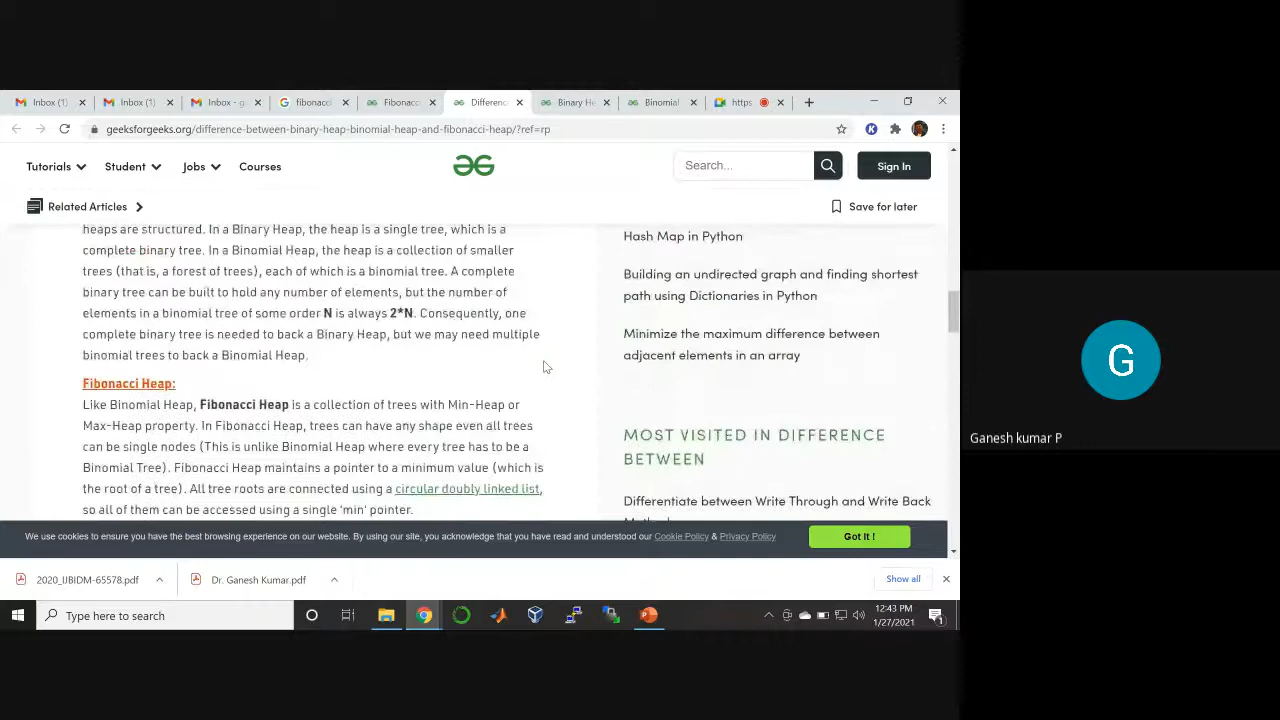 Inbox (1)
Inbox (1)
Inbox - g
fibonacci
Fibonacc
Differenc
Binary He
Binomial
https
geeksforgeeks.org/difference-between-binary-heap-binomial-heap-and-fibonacci-heap/?ref=rp
Tutorials
Student
Jobs
Courses
Search...
Sign In
Related Articles
Save for later
heaps are structured. In a Binary Heap, the heap is a single tree, which is a
complete binary tree. In a Binomial Heap, the heap is a collection of smaller
trees (that is, a forest of trees), each of which is a binomial tree. A complete
binary tree can be built to hold any number of elements, but the number of
elements in a binomial tree of some order N is always 2*N. Consequently, one
complete binary tree is needed to back a Binary Heap, but we may need multiple
binomial trees to back a Binomial Heap.
Fibonacci Heap:
Like Binomial Heap, Fibonacci Heap is a collection of trees with Min-Heap or
Max-Heap property. In Fibonacci Heap, trees can have any shape even all trees
can be single nodes (This is unlike Binomial Heap where every tree has to be a
Binomial Tree). Fibonacci Heap maintains a pointer to a minimum value (which is
the root of a tree). All tree roots are connected using a circular doubly linked list,
so all of them can be accessed using a single 'min' pointer.
Hash Map in Python
Building an undirected graph and finding shortest
path using Dictionaries in Python
Minimize the maximum difference between
adjacent elements in an array
MOST VISITED IN DIFFERENCE
BETWEEN
Differentiate between Write Through and Write Back
We use cookies to ensure you have the best browsing experience on our website. By using our site, you acknowledge that you have read and understood our Cookie Policy & Privacy Policy
Got It !
2020_IJBIDM-65578.pdf
Dr. Ganesh Kumar.pdf
Show all
Type here to search
12:43 PM
1/27/2021
1
G
Ganesh kumar P